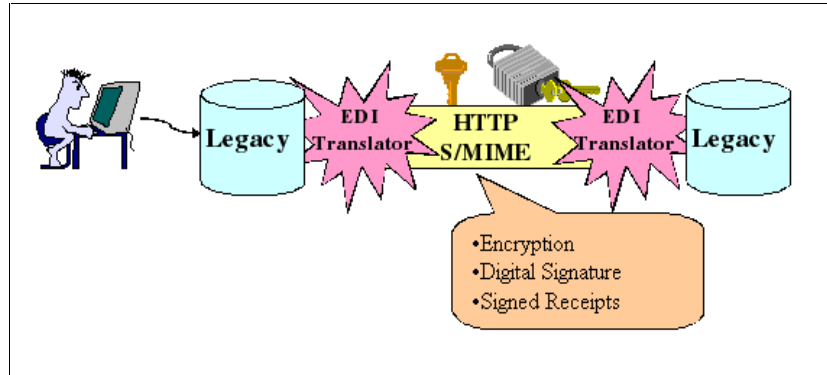 Legacy
EDI
Translator
HTTP
S/MIME
EDI
Translator
Legacy
•Encryption
•Digital Signature
•Signed Receipts